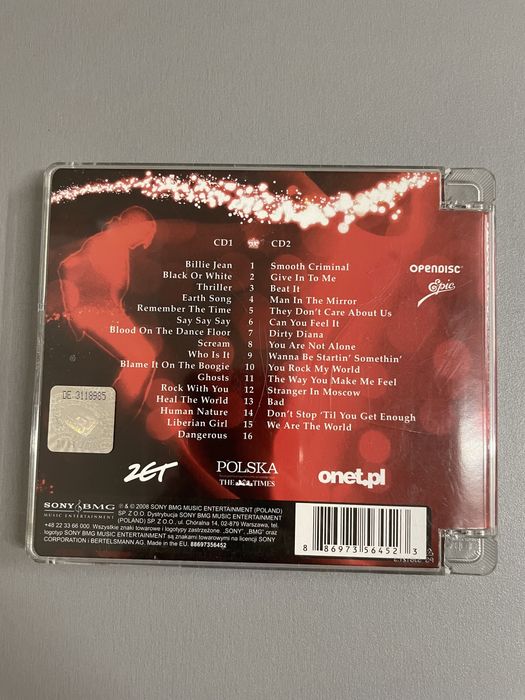 CD1 CD2
Billie Jean 1 Smooth Criminal
Black Or White 2 Give In To Me
Thriller 3 Beat It
Earth Song 4 Man In The Mirror
Remember The Time 5 They Don't Care About Us
Say Say Say 6 Can You Feel It
Blood On The Dance Floor 7 Dirty Diana
Scream 8 You Are Not Alone
Who Is It 9 Wanna Be Startin' Somethin'
Blame It On The Boogie 10 You Rock My World
Ghosts 11 The Way You Make Me Feel
Rock With You 12 Stranger In Moscow
Heal The World 13 Bad
Human Nature 14 Don't Stop 'Til You Get Enough
Liberian Girl 15 We Are The World
Dangerous 16
OPENDISC
Epic
DE 3118985
ZET
POLSKA
THE TIMES
onet.pl
SONY BMG
MUSIC ENTERTAINMENT
℗ & © 2008 SONY BMG MUSIC ENTERTAINMENT (POLAND)
SP. Z O.O. Dystrybucja SONY BMG MUSIC ENTERTAINMENT
(POLAND) SP. Z O.O., ul. Chóralna 14, 02-879 Warszawa, tel.
+48 22 33 66 000. Wszystkie znaki towarowe i logotypy zastrzeżone. „SONY", „BMG" oraz
logotyp SONY BMG MUSIC ENTERTAINMENT są znakami towarowymi na licencji SONY
CORPORATION i BERTELSMANN AG. Made in the EU. 88697356452
8 86973 56452 3